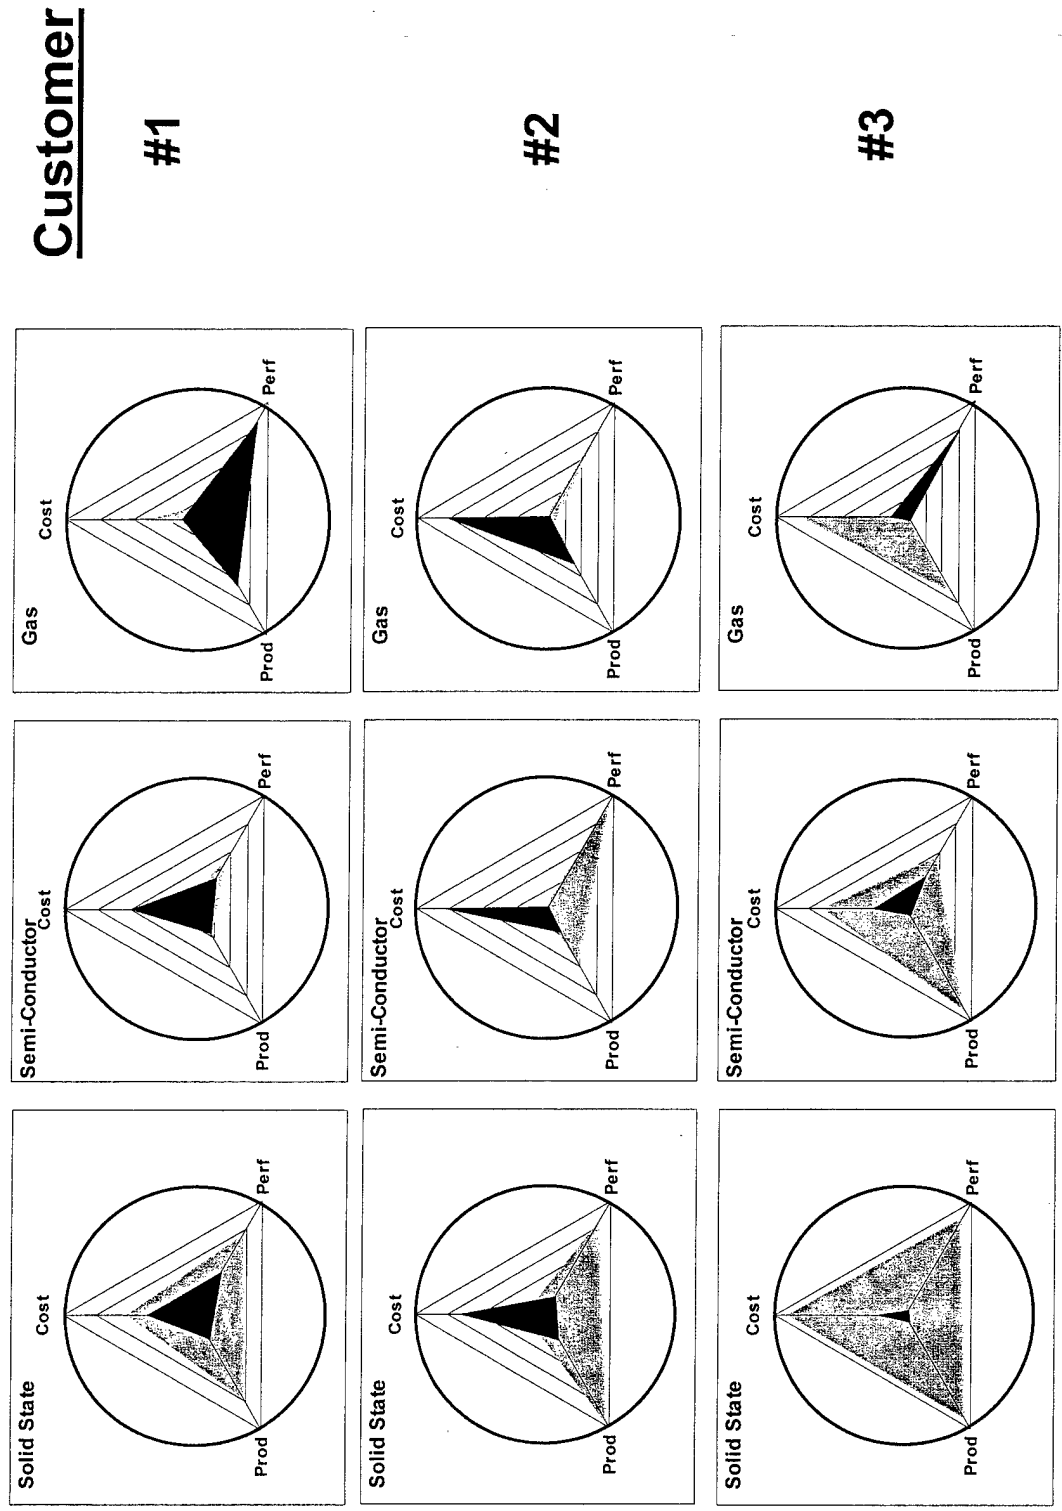 Customer
#1
#2
#3
Solid State
Cost
Prod
Perf
Semi-Conductor
Cost
Prod
Perf
Gas
Cost
Prod
Perf
Solid State
Cost
Prod
Perf
Semi-Conductor
Cost
Prod
Perf
Gas
Cost
Prod
Perf
Solid State
Cost
Prod
Perf
Semi-Conductor
Cost
Prod
Perf
Gas
Cost
Prod
Perf